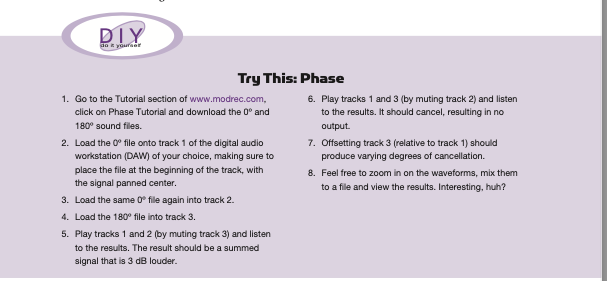 DIY
do it yourself
Try This: Phase
1. Go to the Tutorial section of www.modrec.com,
click on Phase Tutorial and download the 0º and
180º sound files.
2. Load the 0º file onto track 1 of the digital audio
workstation (DAW) of your choice, making sure to
place the file at the beginning of the track, with
the signal panned center.
3. Load the same 0º file again into track 2.
4. Load the 180º file into track 3.
5. Play tracks 1 and 2 (by muting track 3) and listen
to the results. The result should be a summed
signal that is 3 dB louder.
6. Play tracks 1 and 3 (by muting track 2) and listen
to the results. It should cancel, resulting in no
output.
7. Offsetting track 3 (relative to track 1) should
produce varying degrees of cancellation.
8. Feel free to zoom in on the waveforms, mix them
to a file and view the results. Interesting, huh?